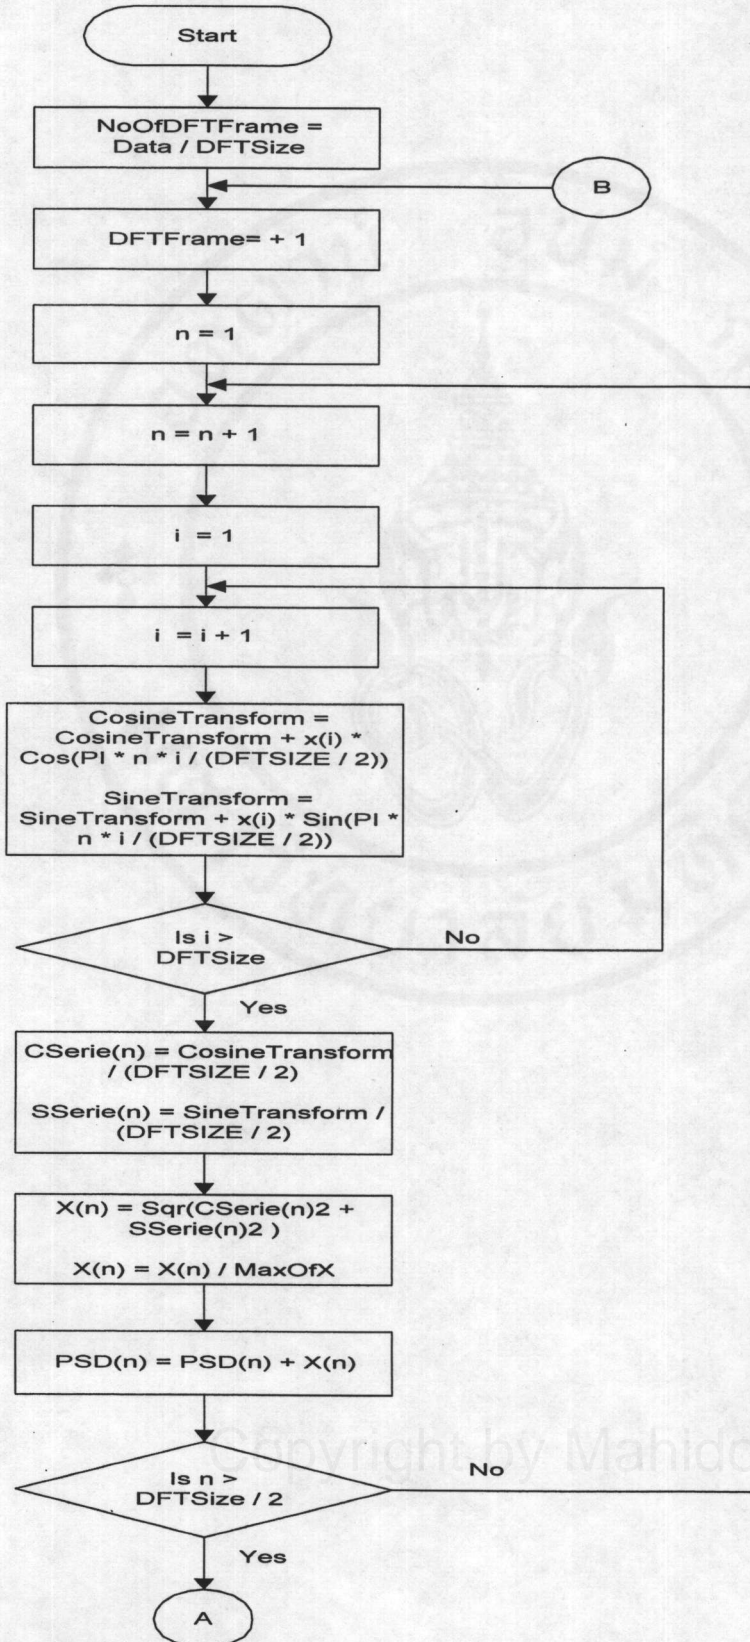 Start
NoOfDFTFrame =
Data / DFTSize
B
DFTFrame= + 1
n = 1
n = n + 1
i = 1
i = i + 1
CosineTransform =
CosineTransform + x(i) *
Cos(PI * n * i / (DFTSIZE / 2))
SineTransform =
SineTransform + x(i) * Sin(PI *
n * i / (DFTSIZE / 2))
Is i >
DFTSize
No
Yes
CSerie(n) = CosineTransform
/ (DFTSIZE / 2)
SSerie(n) = SineTransform /
(DFTSIZE / 2)
X(n) = Sqr(CSerie(n)2 +
SSerie(n)2 )
X(n) = X(n) / MaxOfX
PSD(n) = PSD(n) + X(n)
Copyright by Mahido
Is n >
DFTSize / 2
No
Yes
A